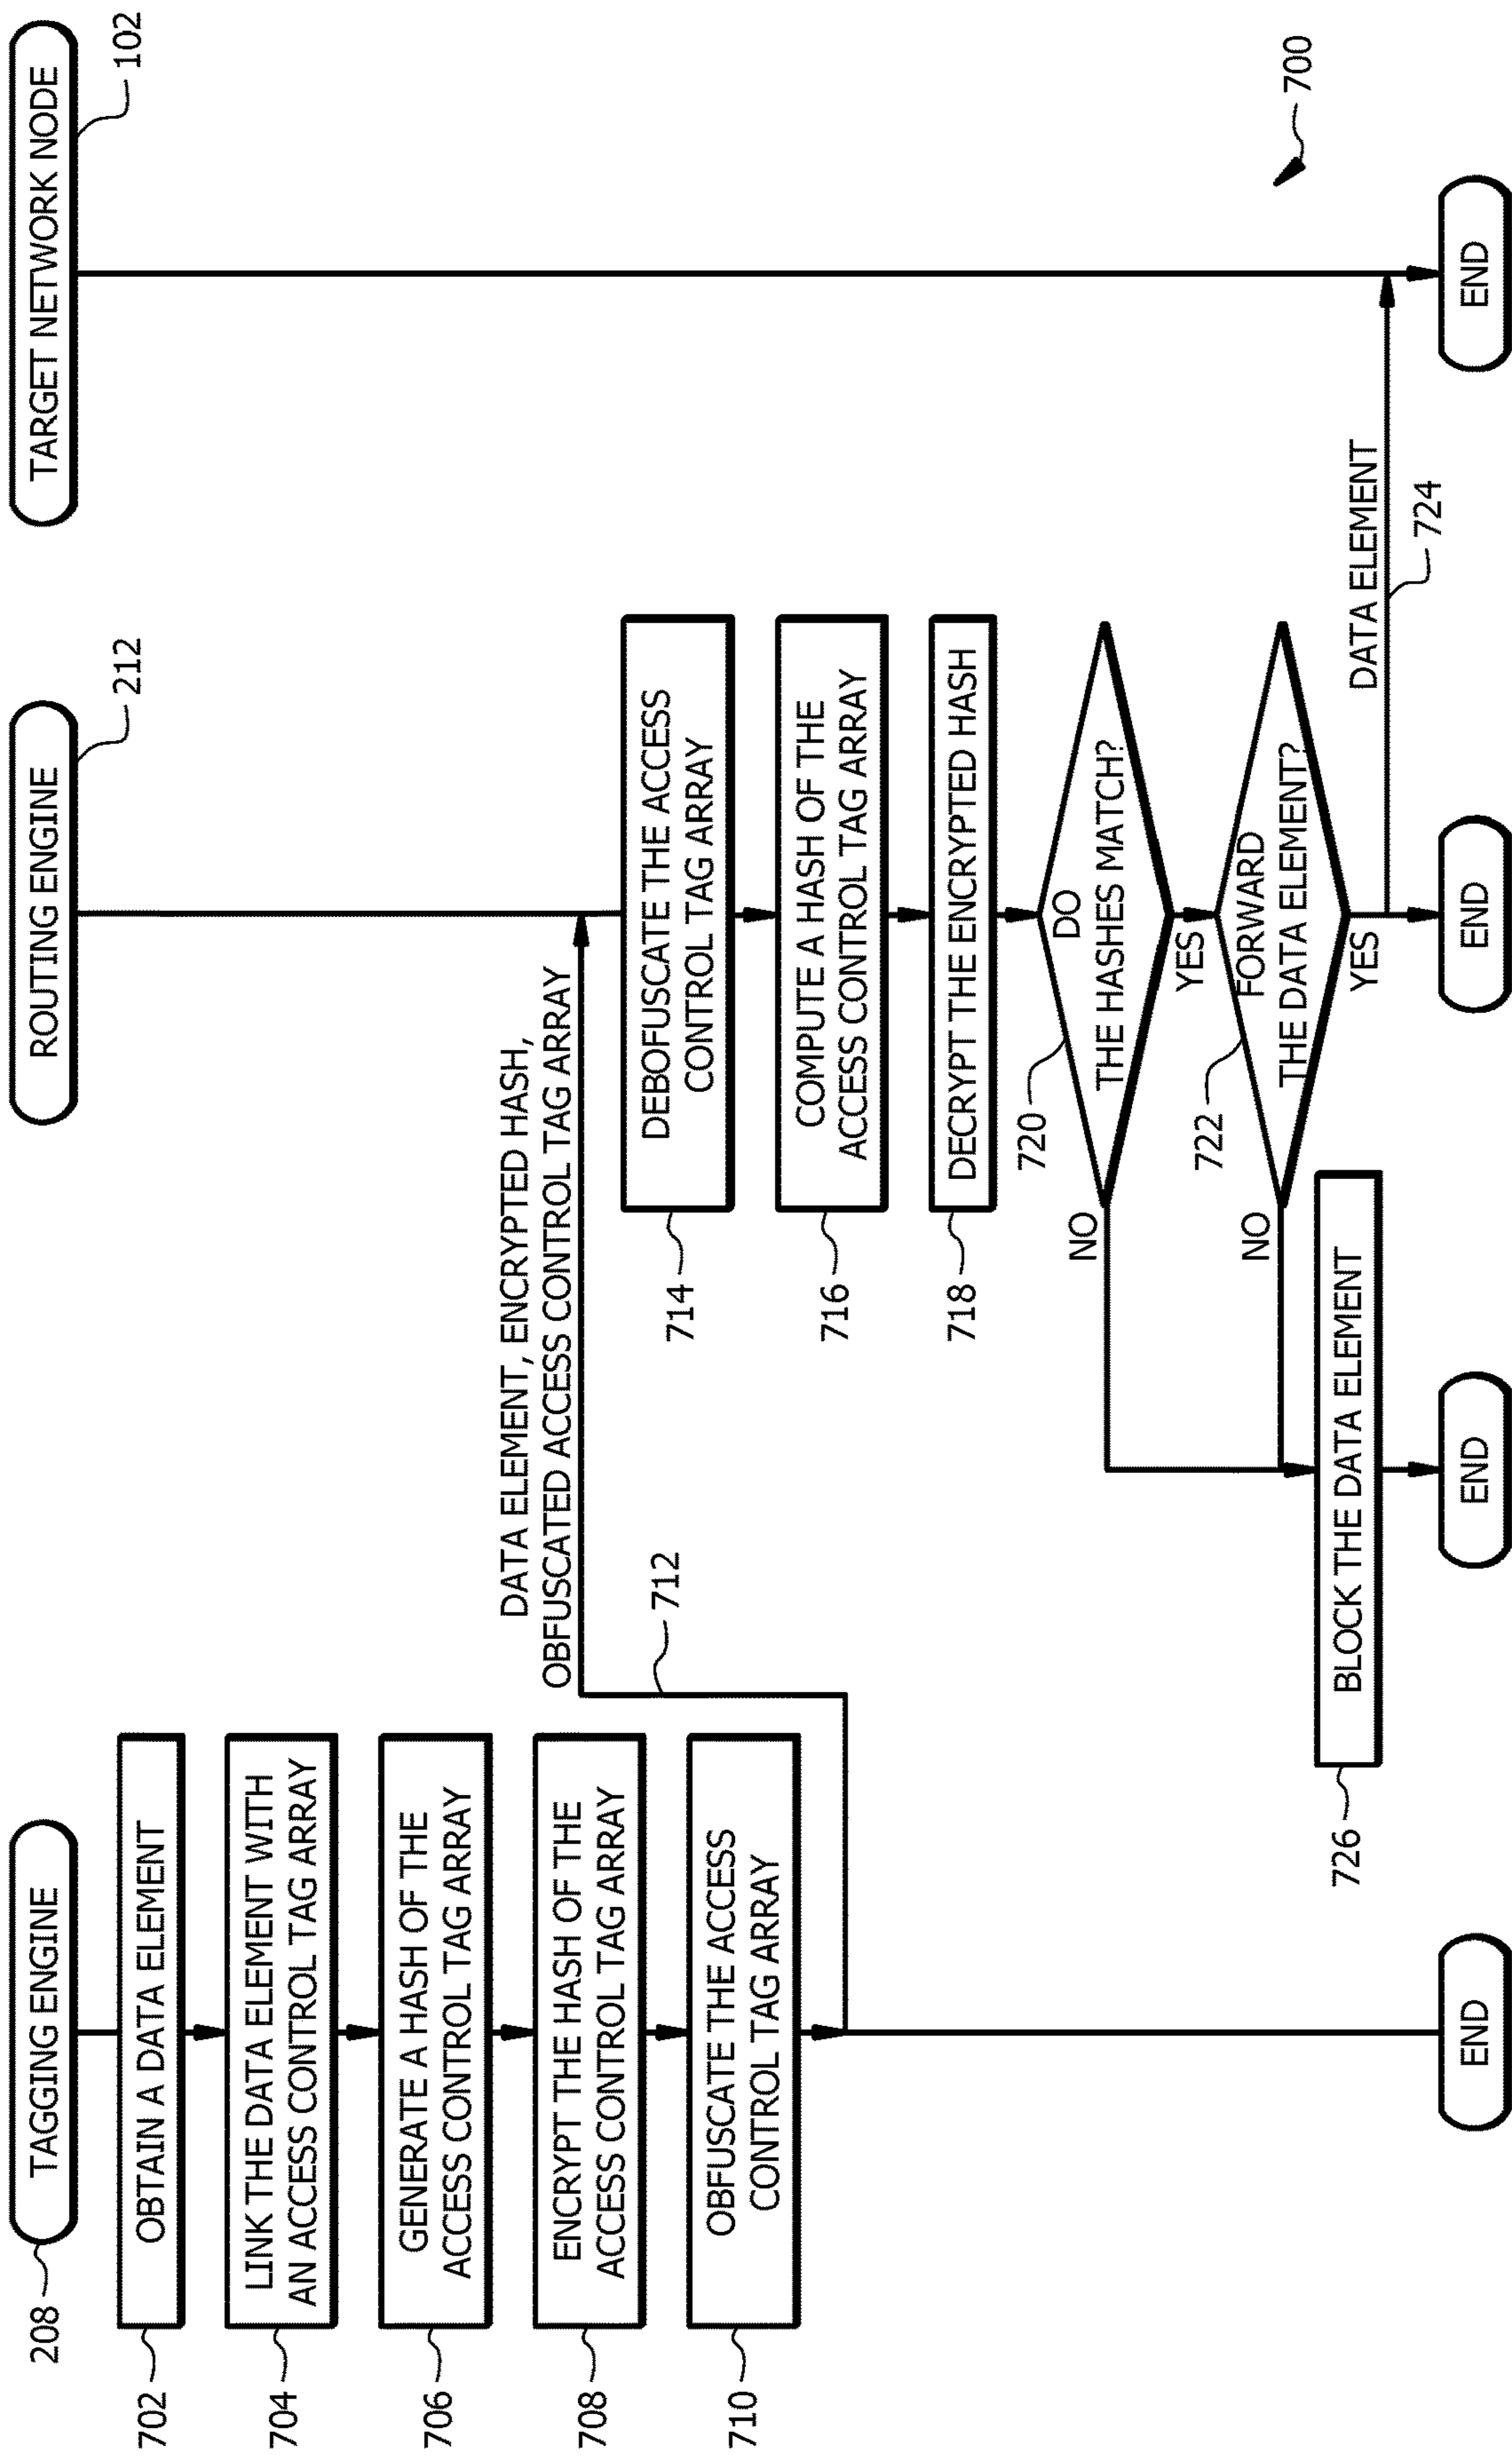 208
TAGGING ENGINE
702
OBTAIN A DATA ELEMENT
704
LINK THE DATA ELEMENT WITH
AN ACCESS CONTROL TAG ARRAY
706
GENERATE A HASH OF THE
ACCESS CONTROL TAG ARRAY
708
ENCRYPT THE HASH OF THE
ACCESS CONTROL TAG ARRAY
710
OBFUSCATE THE ACCESS
CONTROL TAG ARRAY
712
DATA ELEMENT, ENCRYPTED HASH,
OBFUSCATED ACCESS CONTROL TAG ARRAY
END
ROUTING ENGINE
212
714
DEBOFUSCATE THE ACCESS
CONTROL TAG ARRAY
716
COMPUTE A HASH OF THE
ACCESS CONTROL TAG ARRAY
718
DECRYPT THE ENCRYPTED HASH
720
DO
THE HASHES MATCH?
NO
YES
722
FORWARD
THE DATA ELEMENT?
NO
YES
726
BLOCK THE DATA ELEMENT
END
END
DATA ELEMENT
724
TARGET NETWORK NODE
102
700
END